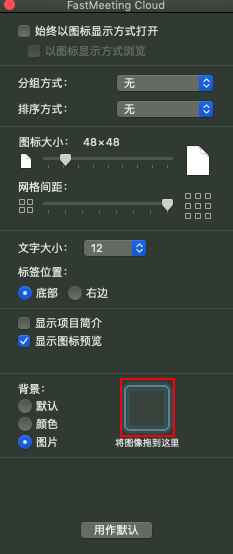 FastMeeting Cloud
始终以图标显示方式打开
以图标显示方式浏览
分组方式： 无
排序方式： 无
图标大小： 48×48
网格间距：
文字大小： 12
标签位置：
底部 右边
显示项目简介
显示图标预览
背景：
默认
颜色
图片
将图像拖到这里
用作默认